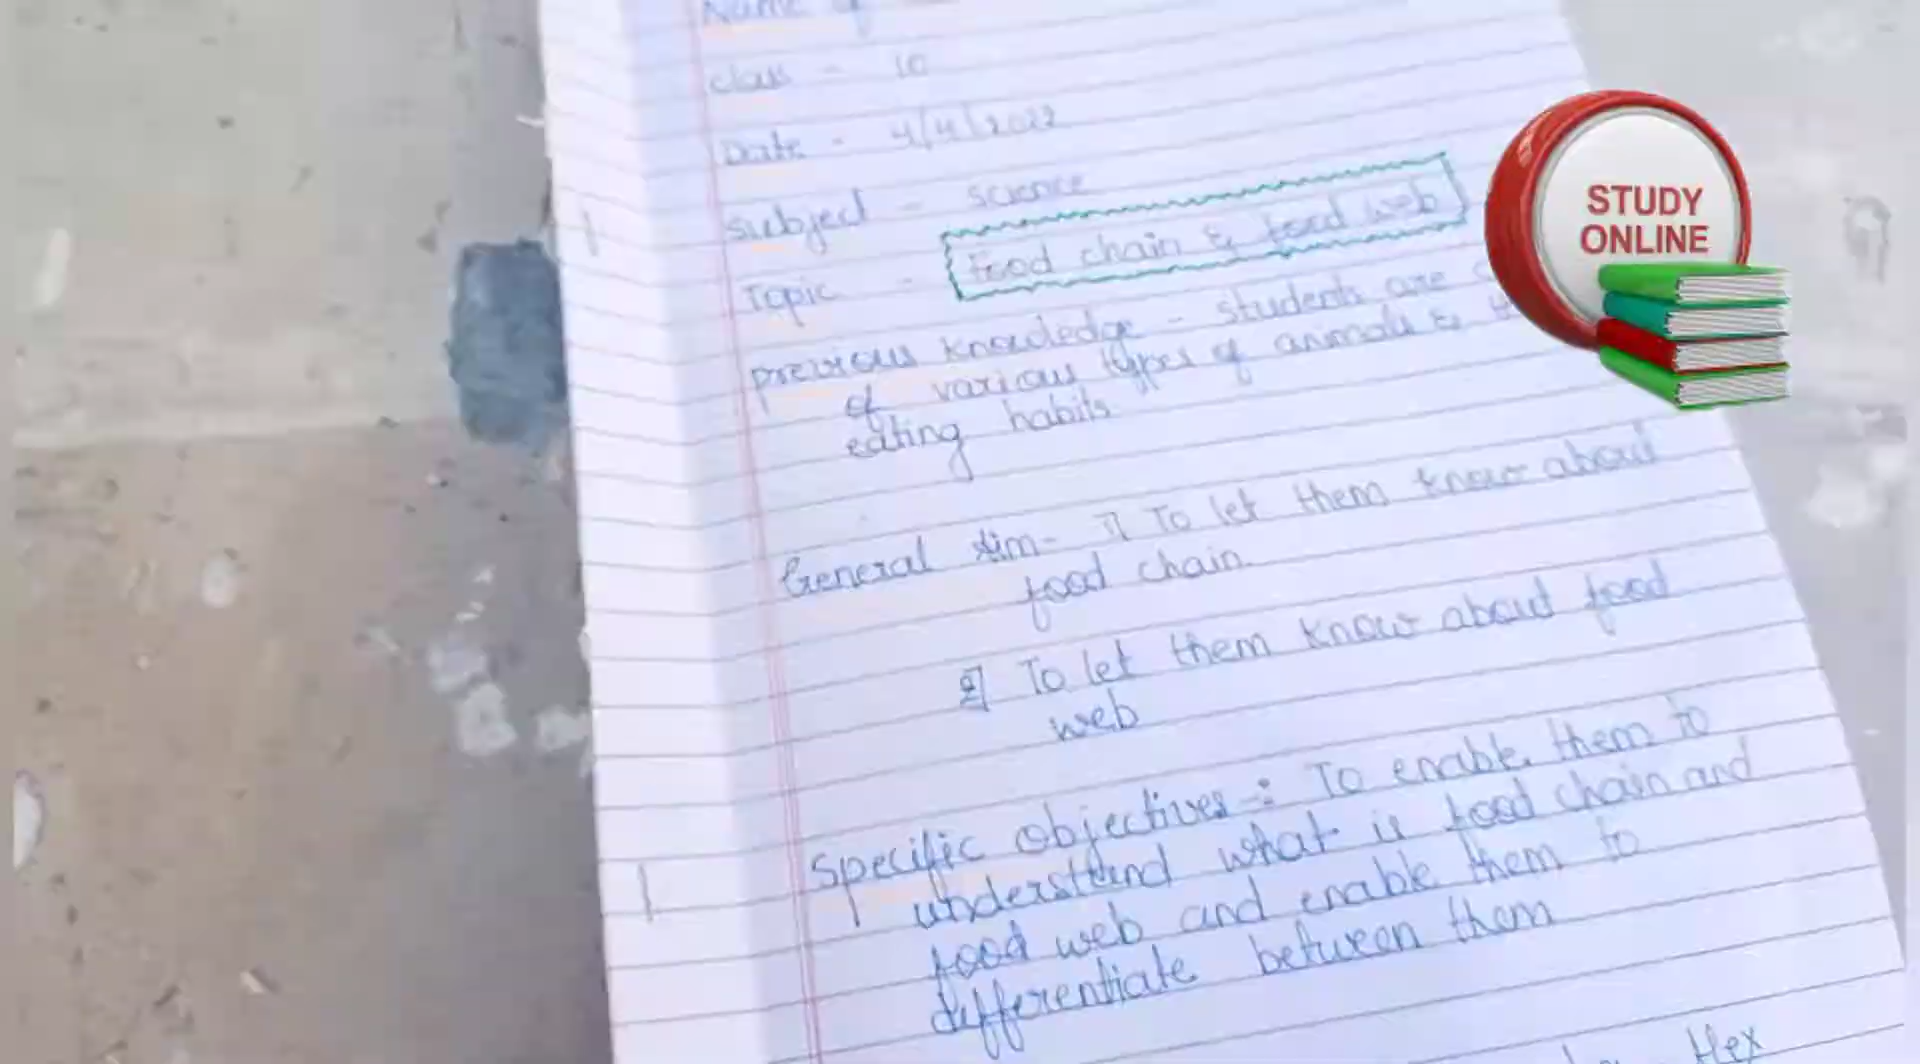 Name of
class - 10
Date - 4/4/2022
Subject - Science
Topic - Food chain & food web
previous knowledge - students are
of various types of animals &
eating habits
General Aim - 1] To let them know about
food chain.
2] To let them know about food
web
Specific objectives -: To enable them to
understand what is food chain and
food web and enable them to
differentiate between them
STUDY
ONLINE